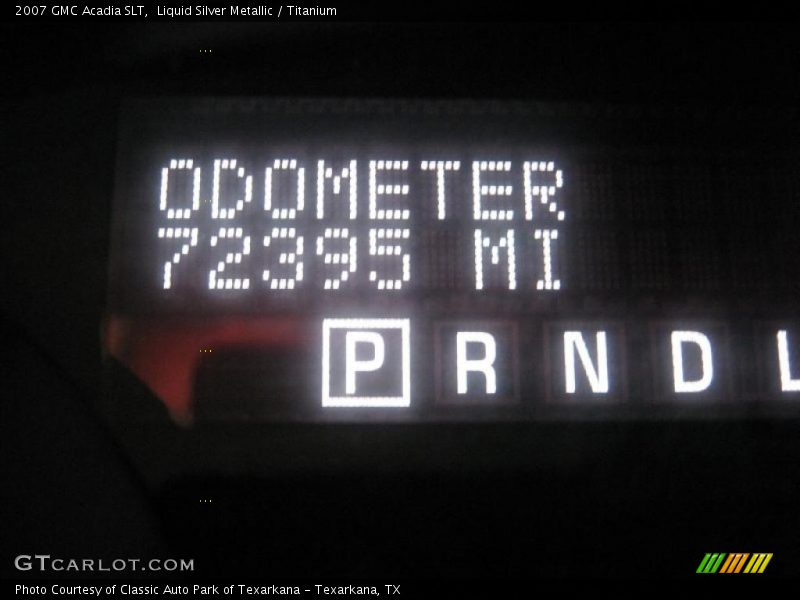 2007 GMC Acadia SLT,  Liquid Silver Metallic / Titanium
ODOMETER
72395 MI
P R N D L
GTCARLOT.COM
Photo Courtesy of Classic Auto Park of Texarkana - Texarkana, TX